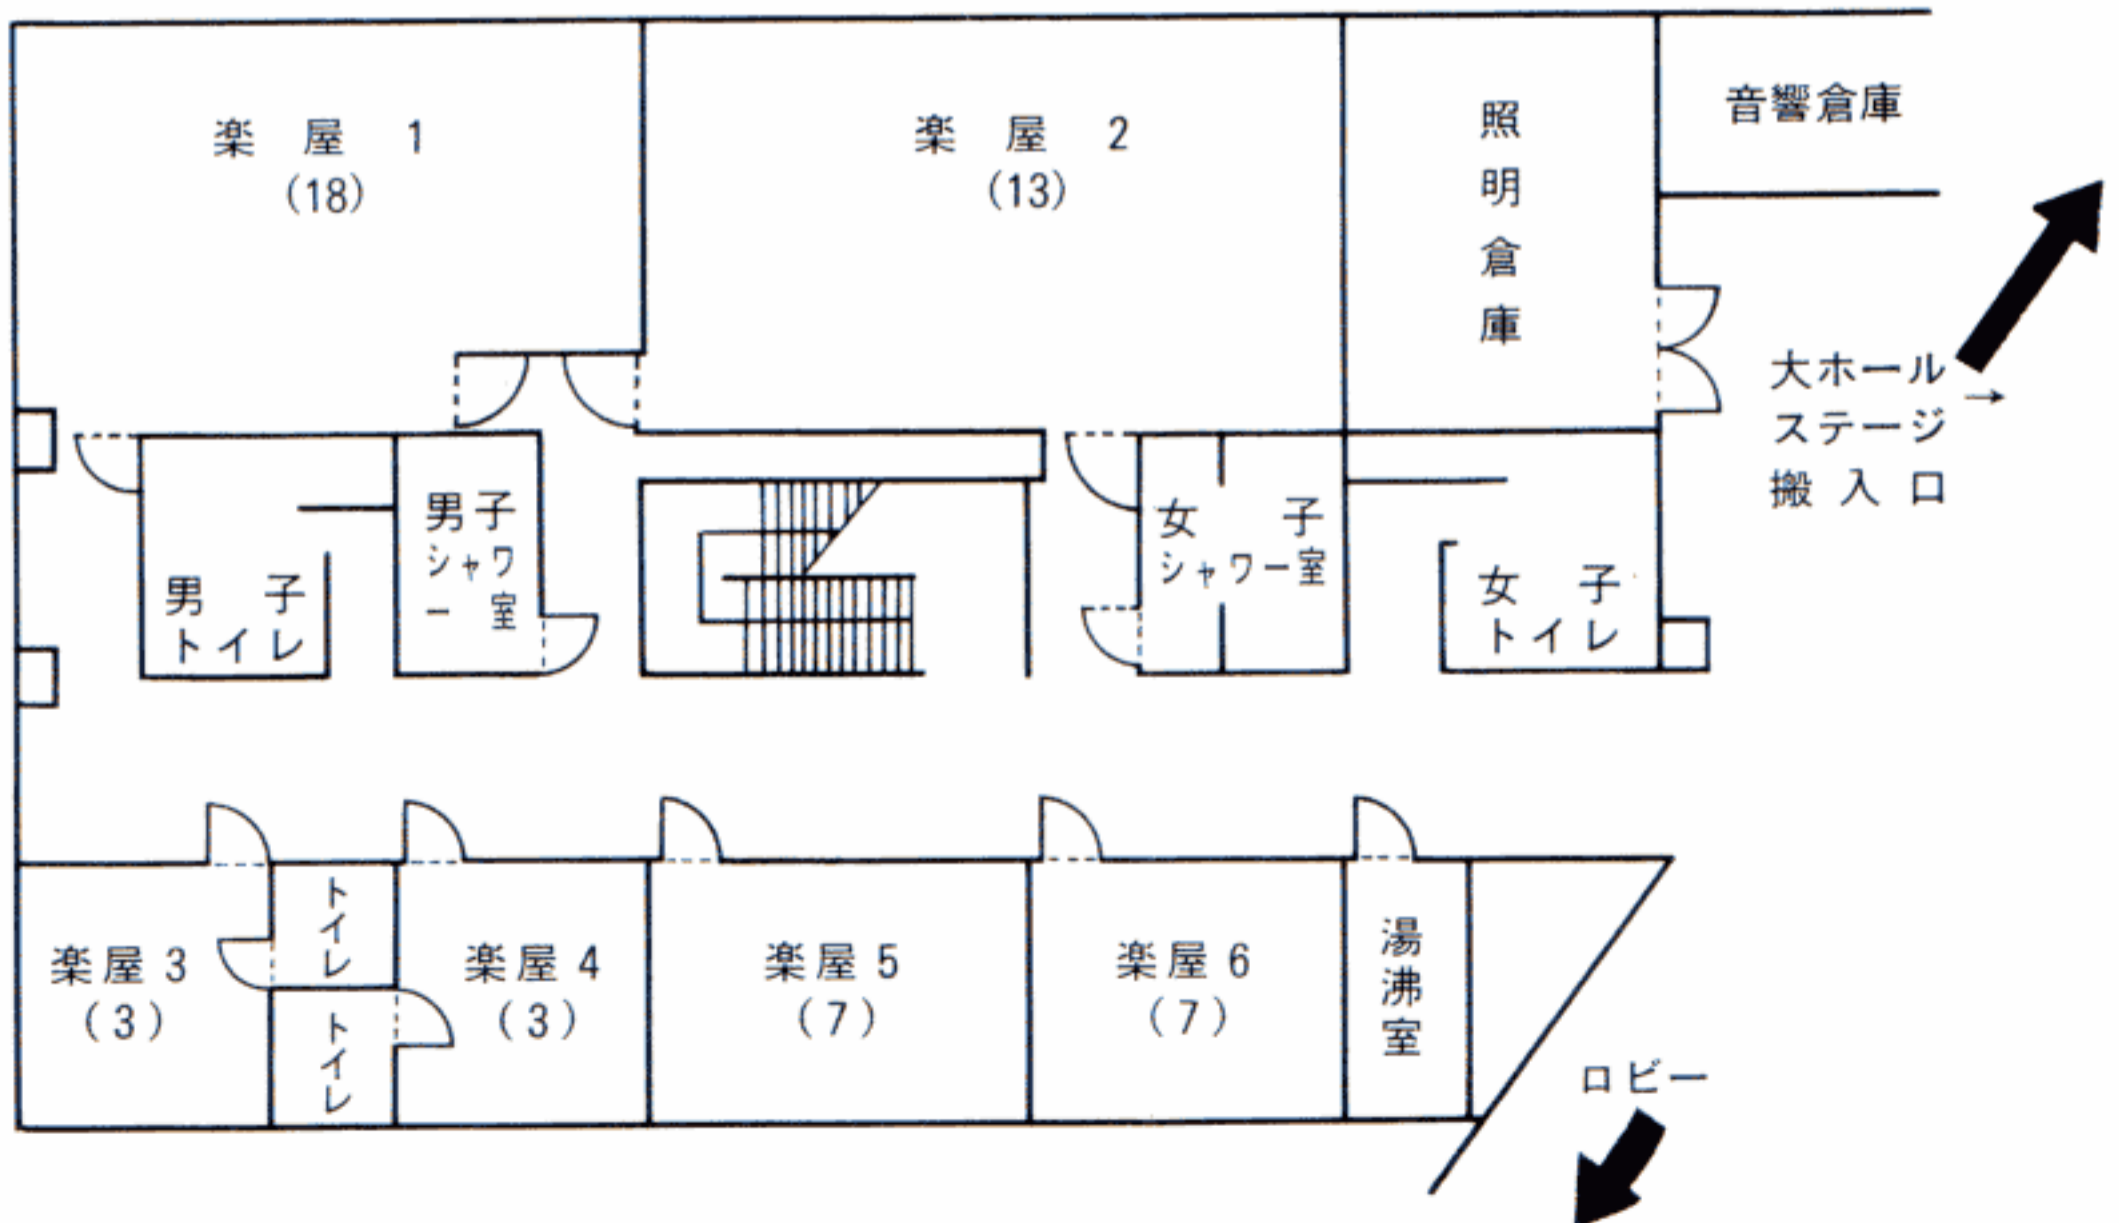 楽屋 1
(18)
楽屋 2
(13)
照明倉庫
音響倉庫
大ホール →
ステージ
搬入口
男子
トイレ
男子
シャワ
ー室
女子
シャワー室
女子
トイレ
楽屋 3
(3)
トイレ
トイレ
楽屋 4
(3)
楽屋 5
(7)
楽屋 6
(7)
湯沸室
ロビー